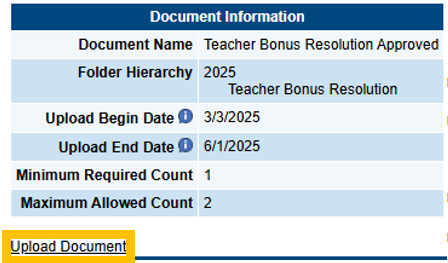 Document Information
Document Name Teacher Bonus Resolution Approved
Folder Hierarchy 2025
Teacher Bonus Resolution
Upload Begin Date 3/3/2025
Upload End Date 6/1/2025
Minimum Required Count 1
Maximum Allowed Count 2
Upload Document